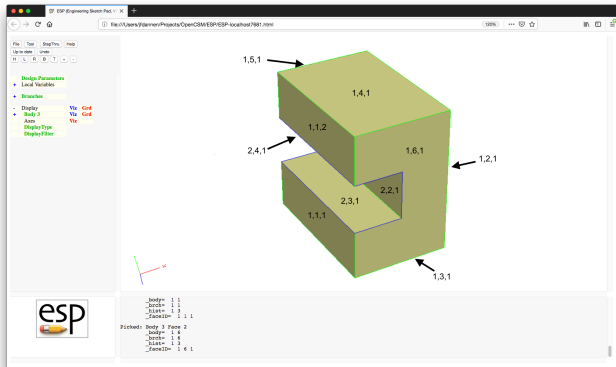 ESP (Engineering Sketch Pad)
file:///Users/jfdannen/Projects/OpenCSM/ESP/ESP-localhost7681.html
120%
File Tool StepThru Help
Up to date Undo
H L R B T + -
Design Parameters
+ Local Variables
+ Branches
- Display Viz Grd
+ Body 3 Viz Grd
Axes Viz
DisplayType
DisplayFilter
1,5,1
1,4,1
1,1,2
2,4,1
1,6,1
1,2,1
2,3,1
2,2,1
1,1,1
1,3,1
x
esp
_body= 1 1
_brch= 1 1
_hist= 1 3
_faceID= 1 1 1
Picked: Body 3 Face 2
_body= 1 6
_brch= 1 6
_hist= 1 3
_faceID= 1 6 1